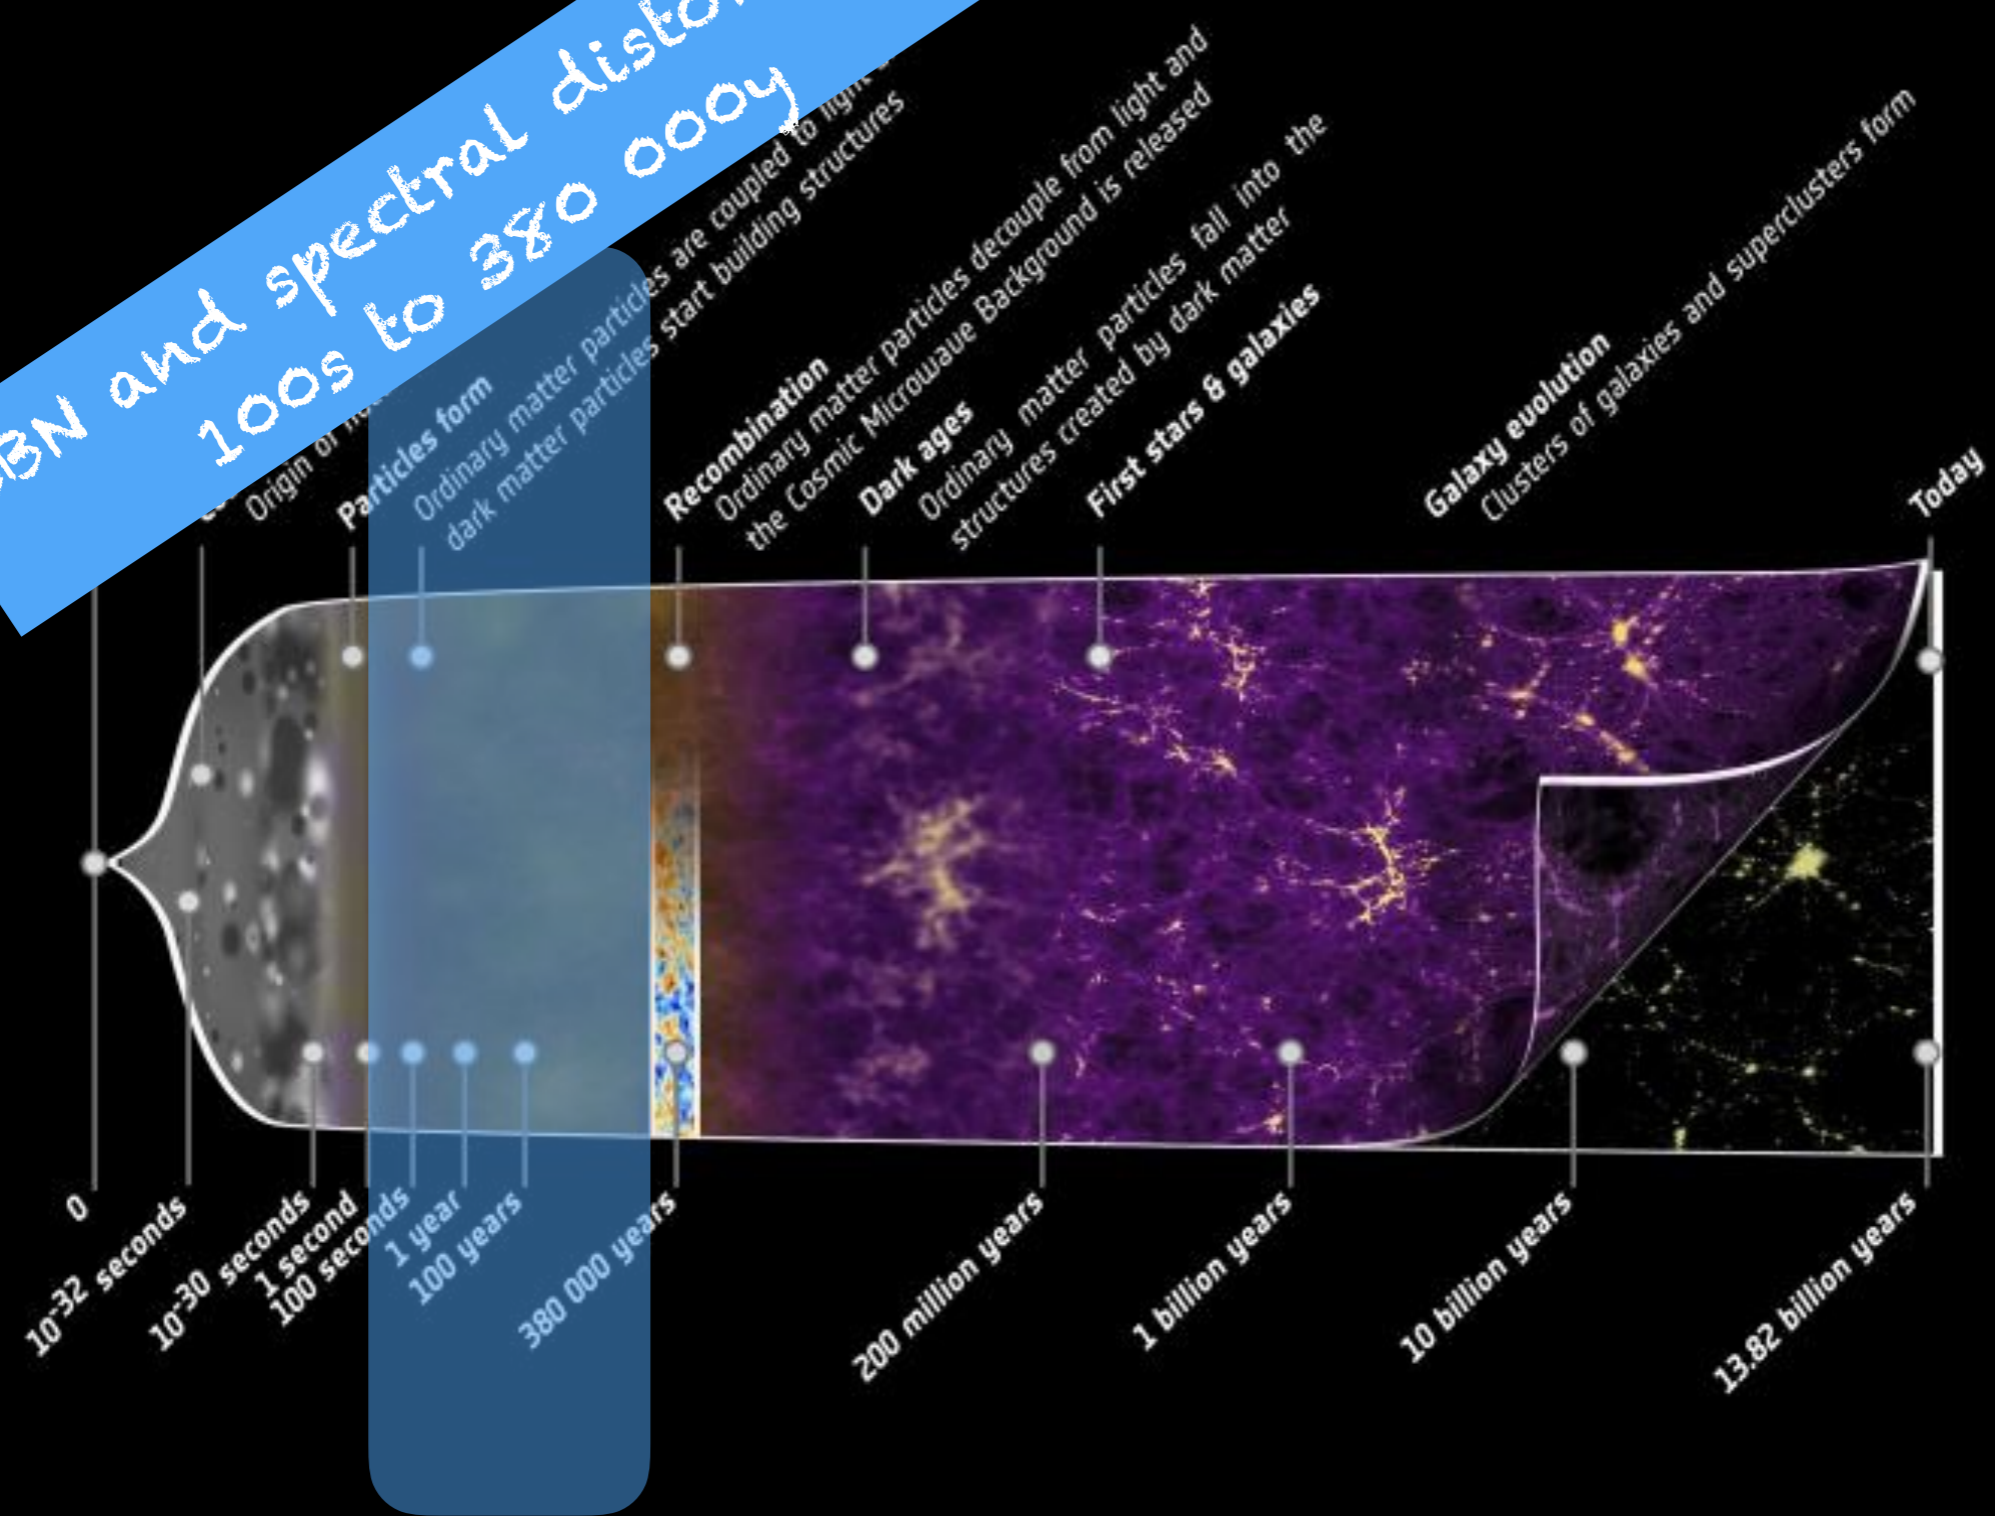 BN and spectral disto
100s to 380 000y
Origin of
Particles form
Ordinary matter particles are coupled to light
dark matter particles start building structures
Recombination
Ordinary matter particles decouple from light and
the Cosmic Microwave Background is released
Dark ages
Ordinary matter particles fall into the
structures created by dark matter
First stars & galaxies
Galaxy evolution
Clusters of galaxies and superclusters form
Today
0
10-32 seconds
10-30 seconds
1 second
100 seconds
1 year
100 years
380 000 years
200 million years
1 billion years
10 billion years
13.82 billion years